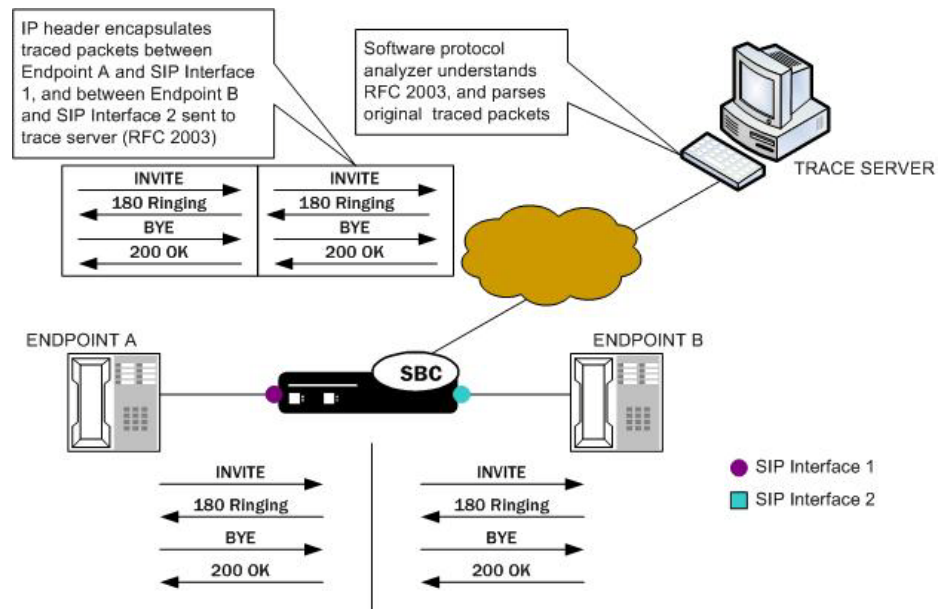 IP header encapsulates
traced packets between
Endpoint A and SIP Interface
1, and between Endpoint B
and SIP Interface 2 sent to
trace server (RFC 2003)
Software protocol
analyzer understands
RFC 2003, and parses
original traced packets
TRACE SERVER
INVITE
180 Ringing
BYE
200 OK
INVITE
180 Ringing
BYE
200 OK
ENDPOINT A
SBC
ENDPOINT B
INVITE
180 Ringing
BYE
200 OK
INVITE
180 Ringing
BYE
200 OK
SIP Interface 1
SIP Interface 2